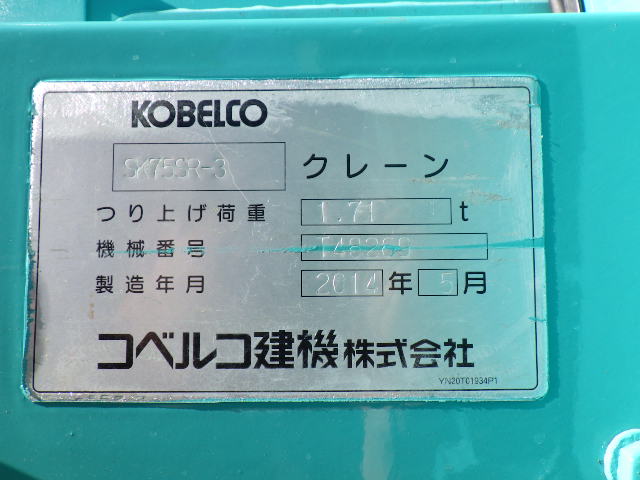 KOBELCO
SK75SR-3 クレーン
つり上げ荷重 1.71 t
機械番号 T48269
製造年月 2014 年 5 月
コベルコ建機株式会社
YN20T01934P1